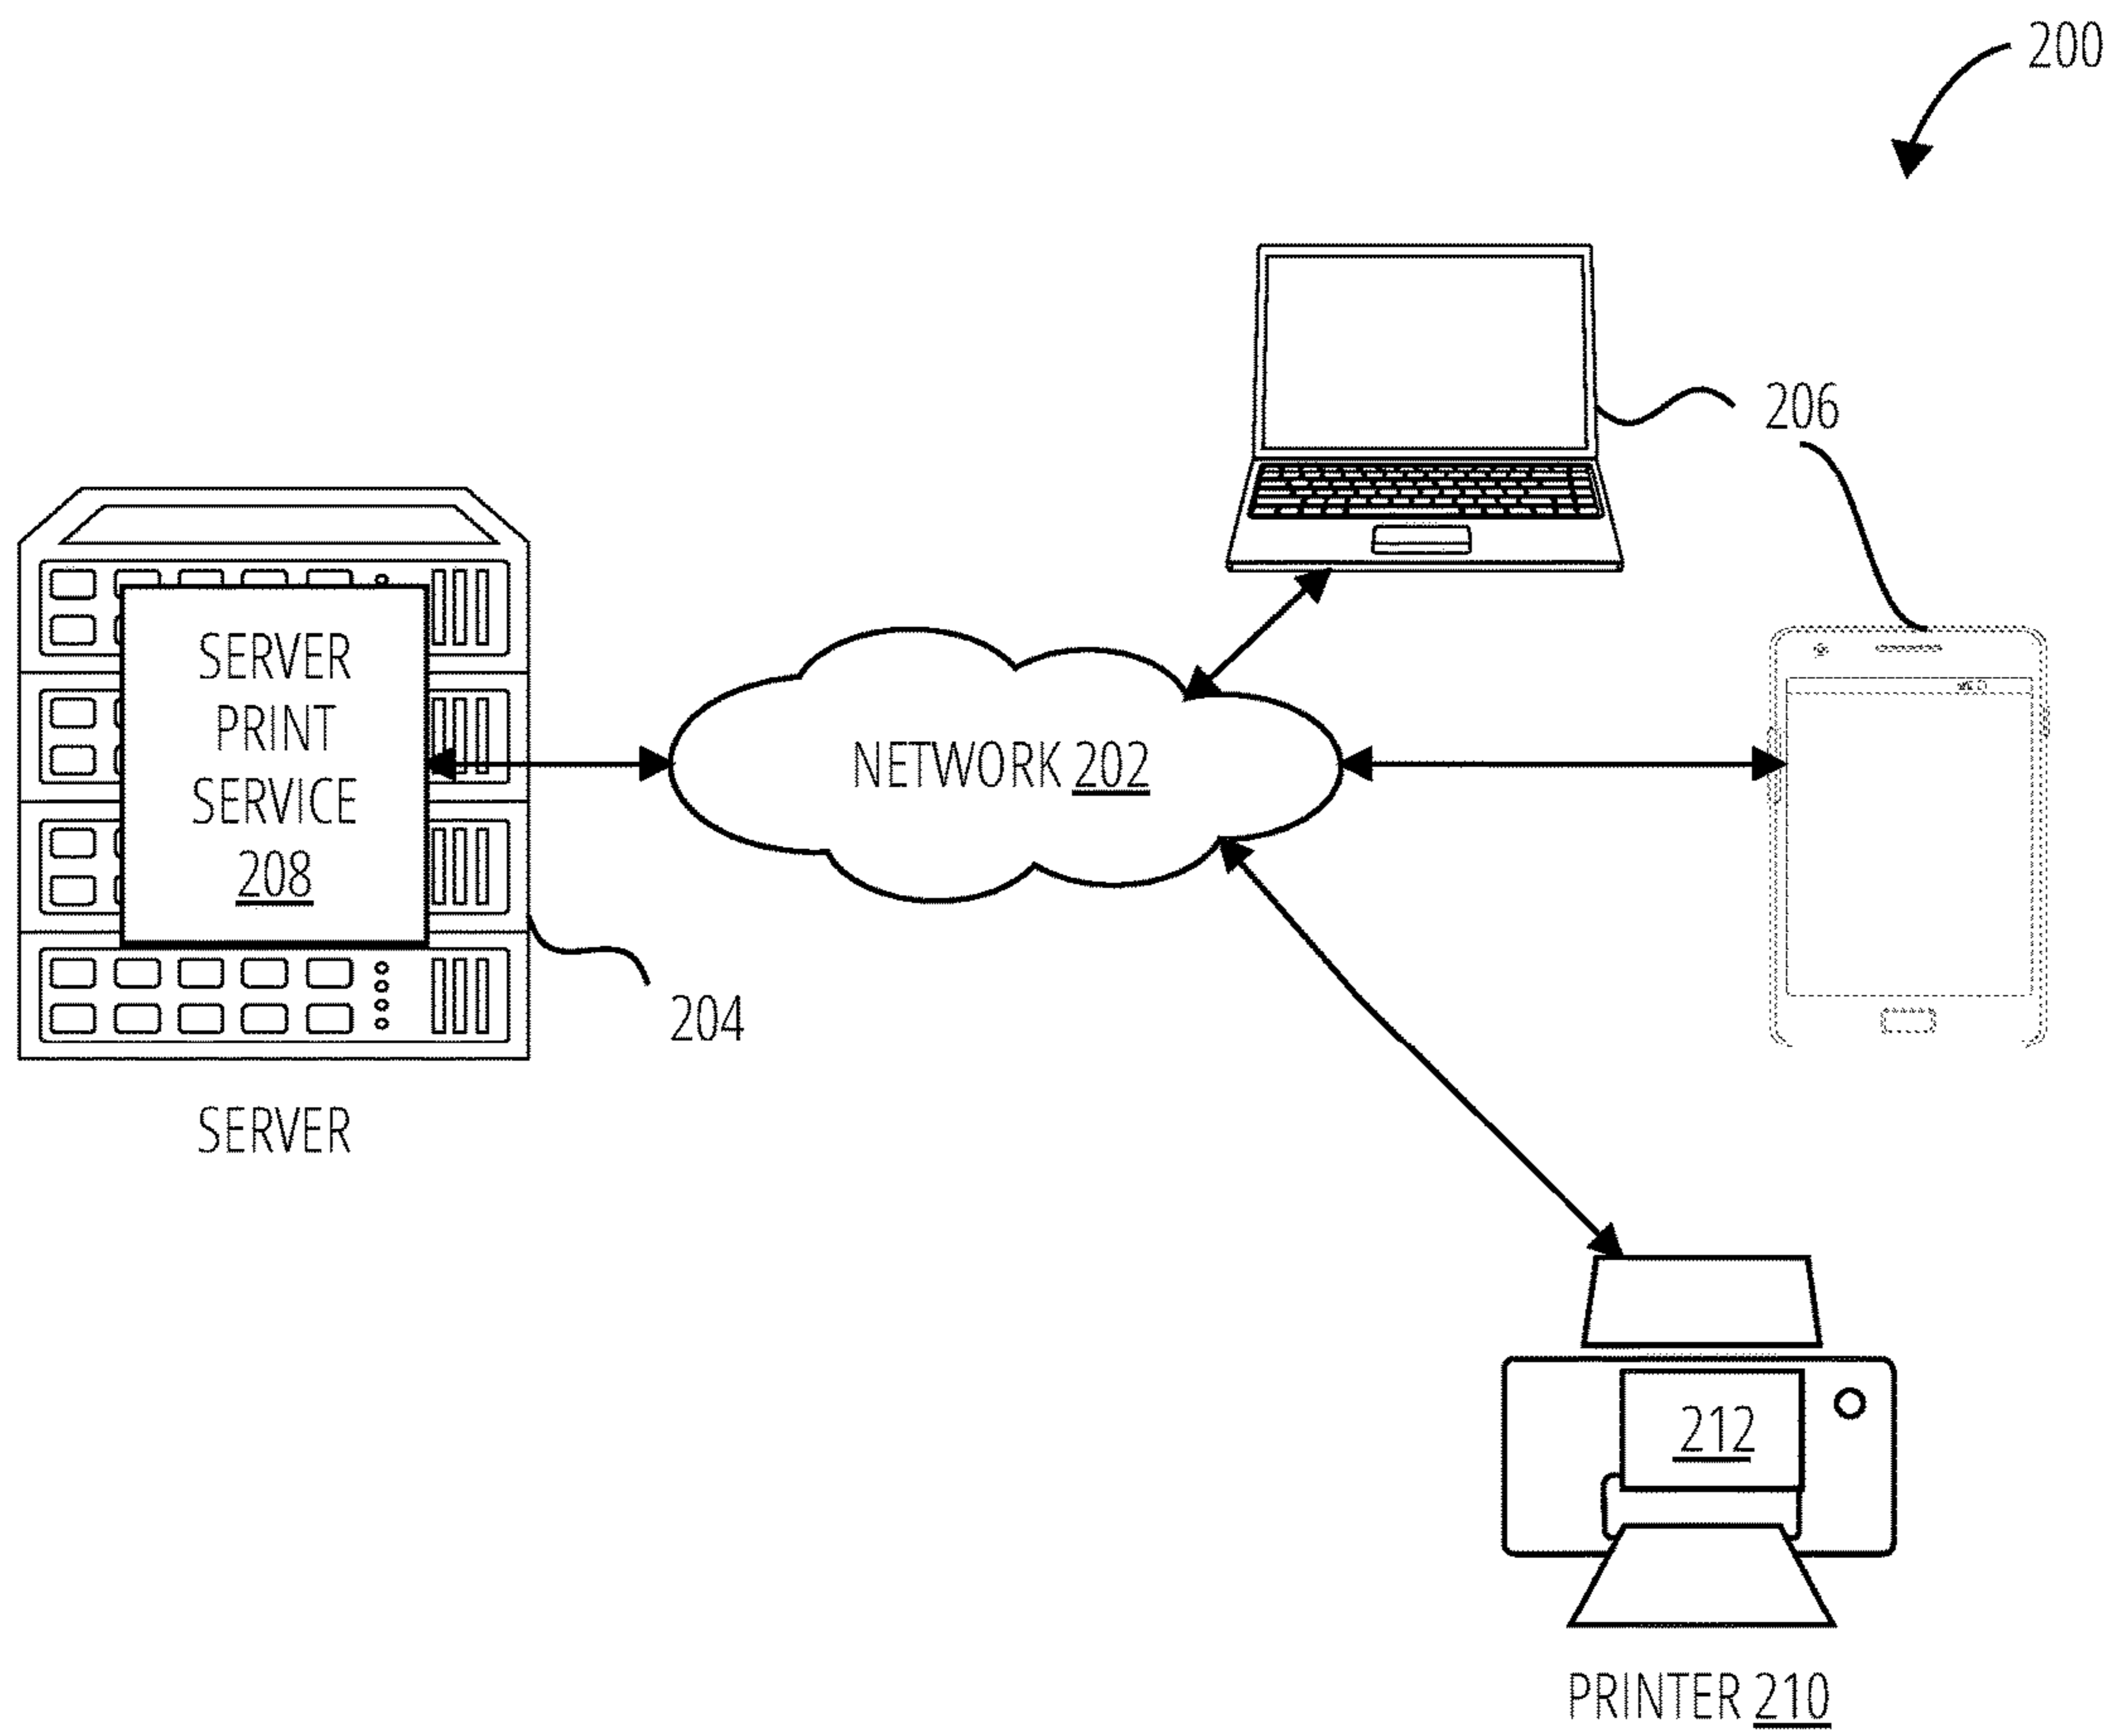 200
206
SERVER
PRINT
SERVICE
208
NETWORK 202
204
SERVER
212
PRINTER 210